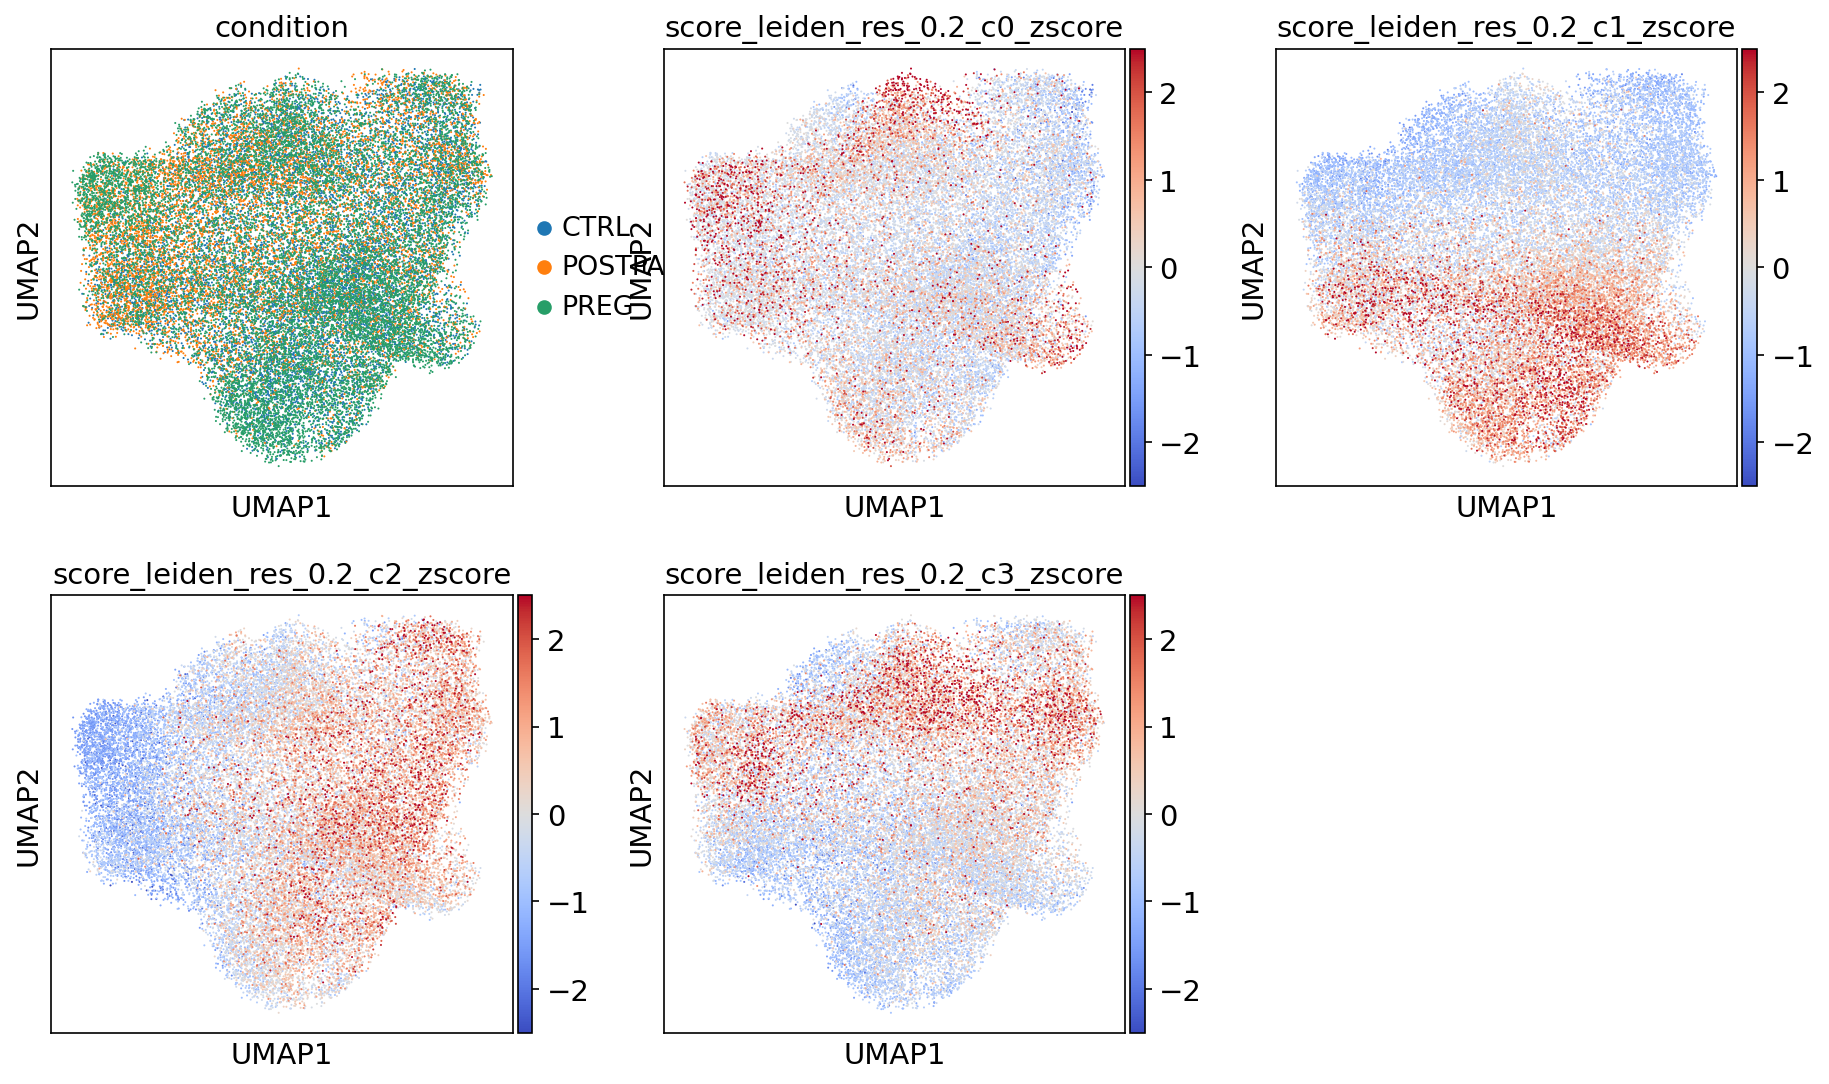 condition
score_leiden_res_0.2_c0_zscore
score_leiden_res_0.2_c1_zscore
UMAP2
UMAP1
CTRL
POSTPA
PREG
UMAP2
UMAP1
2
1
0
−1
−2
UMAP2
UMAP1
2
1
0
−1
−2
score_leiden_res_0.2_c2_zscore
score_leiden_res_0.2_c3_zscore
UMAP2
UMAP1
2
1
0
−1
−2
UMAP2
UMAP1
2
1
0
−1
−2